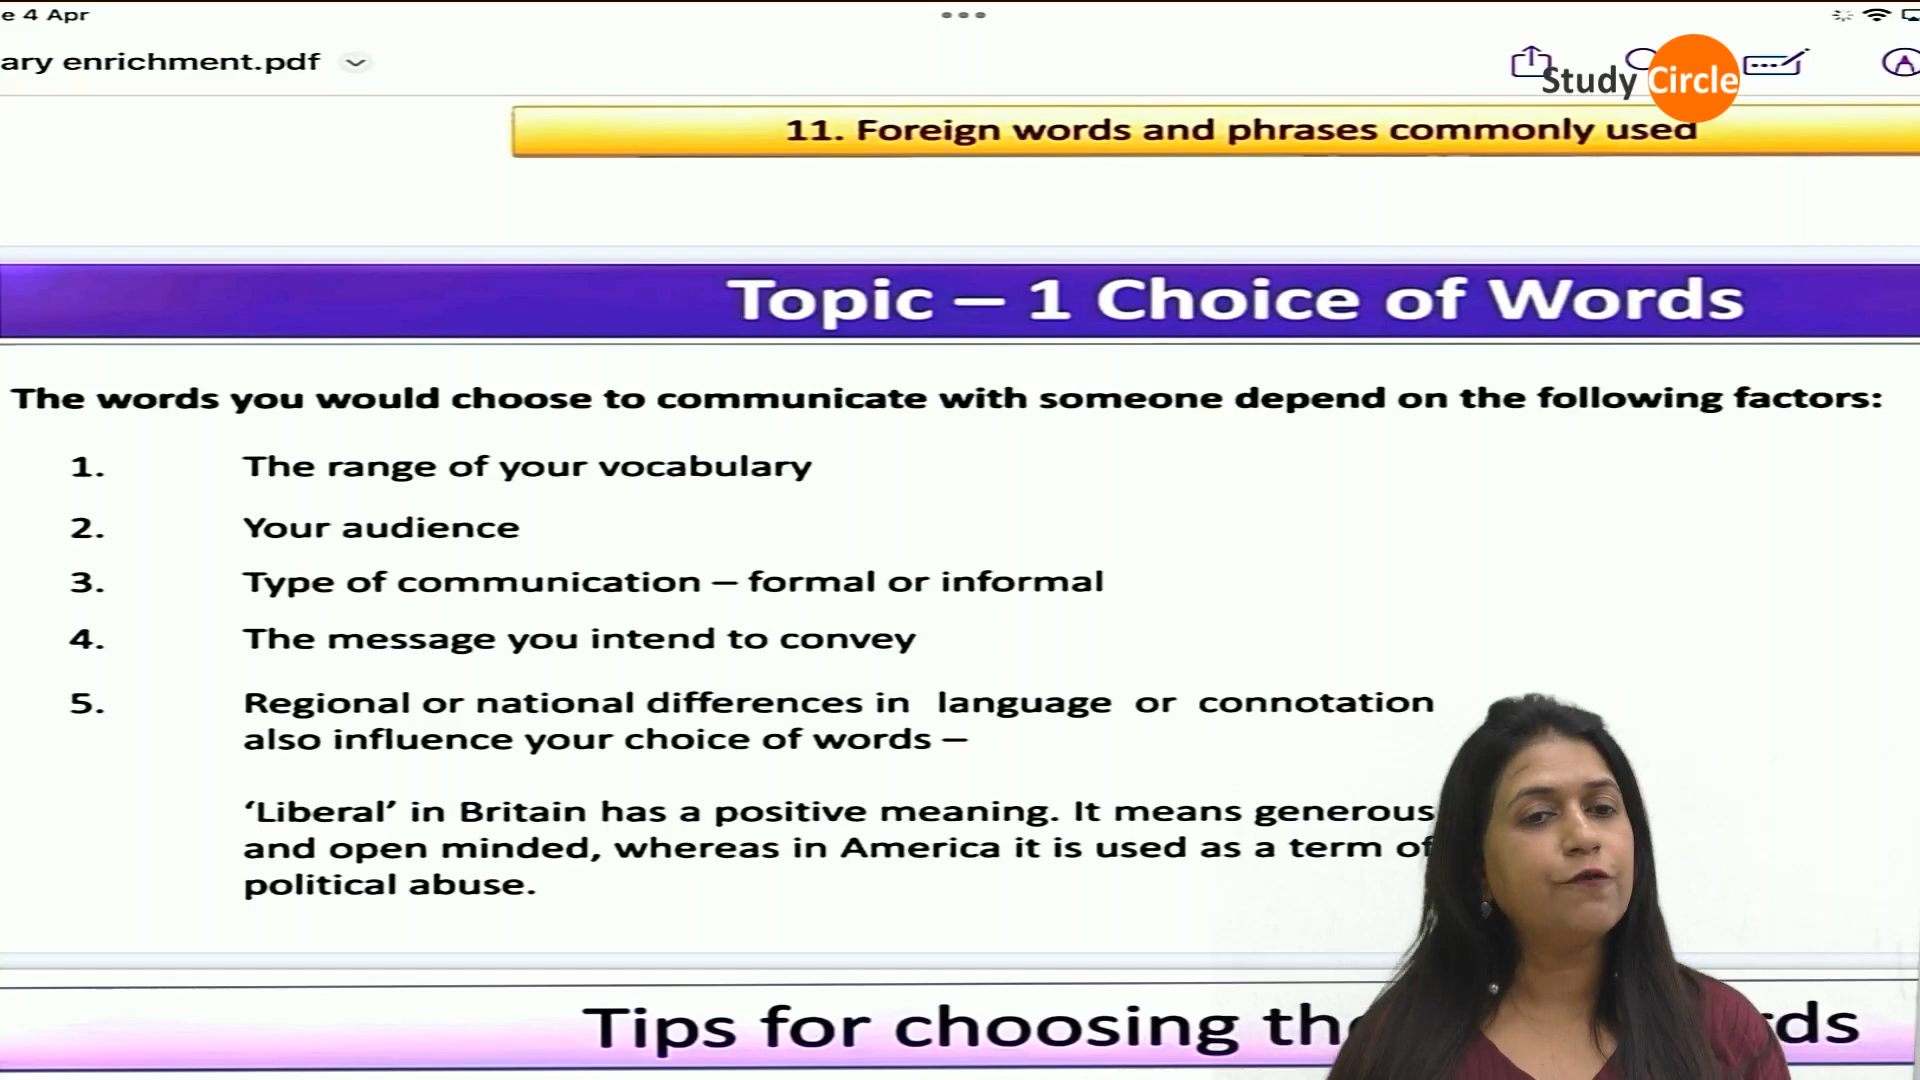 e 4 Apr
ary enrichment.pdf
Study Circle
11. Foreign words and phrases commonly used
Topic – 1 Choice of Words
The words you would choose to communicate with someone depend on the following factors:
1. The range of your vocabulary
2. Your audience
3. Type of communication – formal or informal
4. The message you intend to convey
5. Regional or national differences in language or connotation
also influence your choice of words –
‘Liberal’ in Britain has a positive meaning. It means generous
and open minded, whereas in America it is used as a term of
political abuse.
Tips for choosing